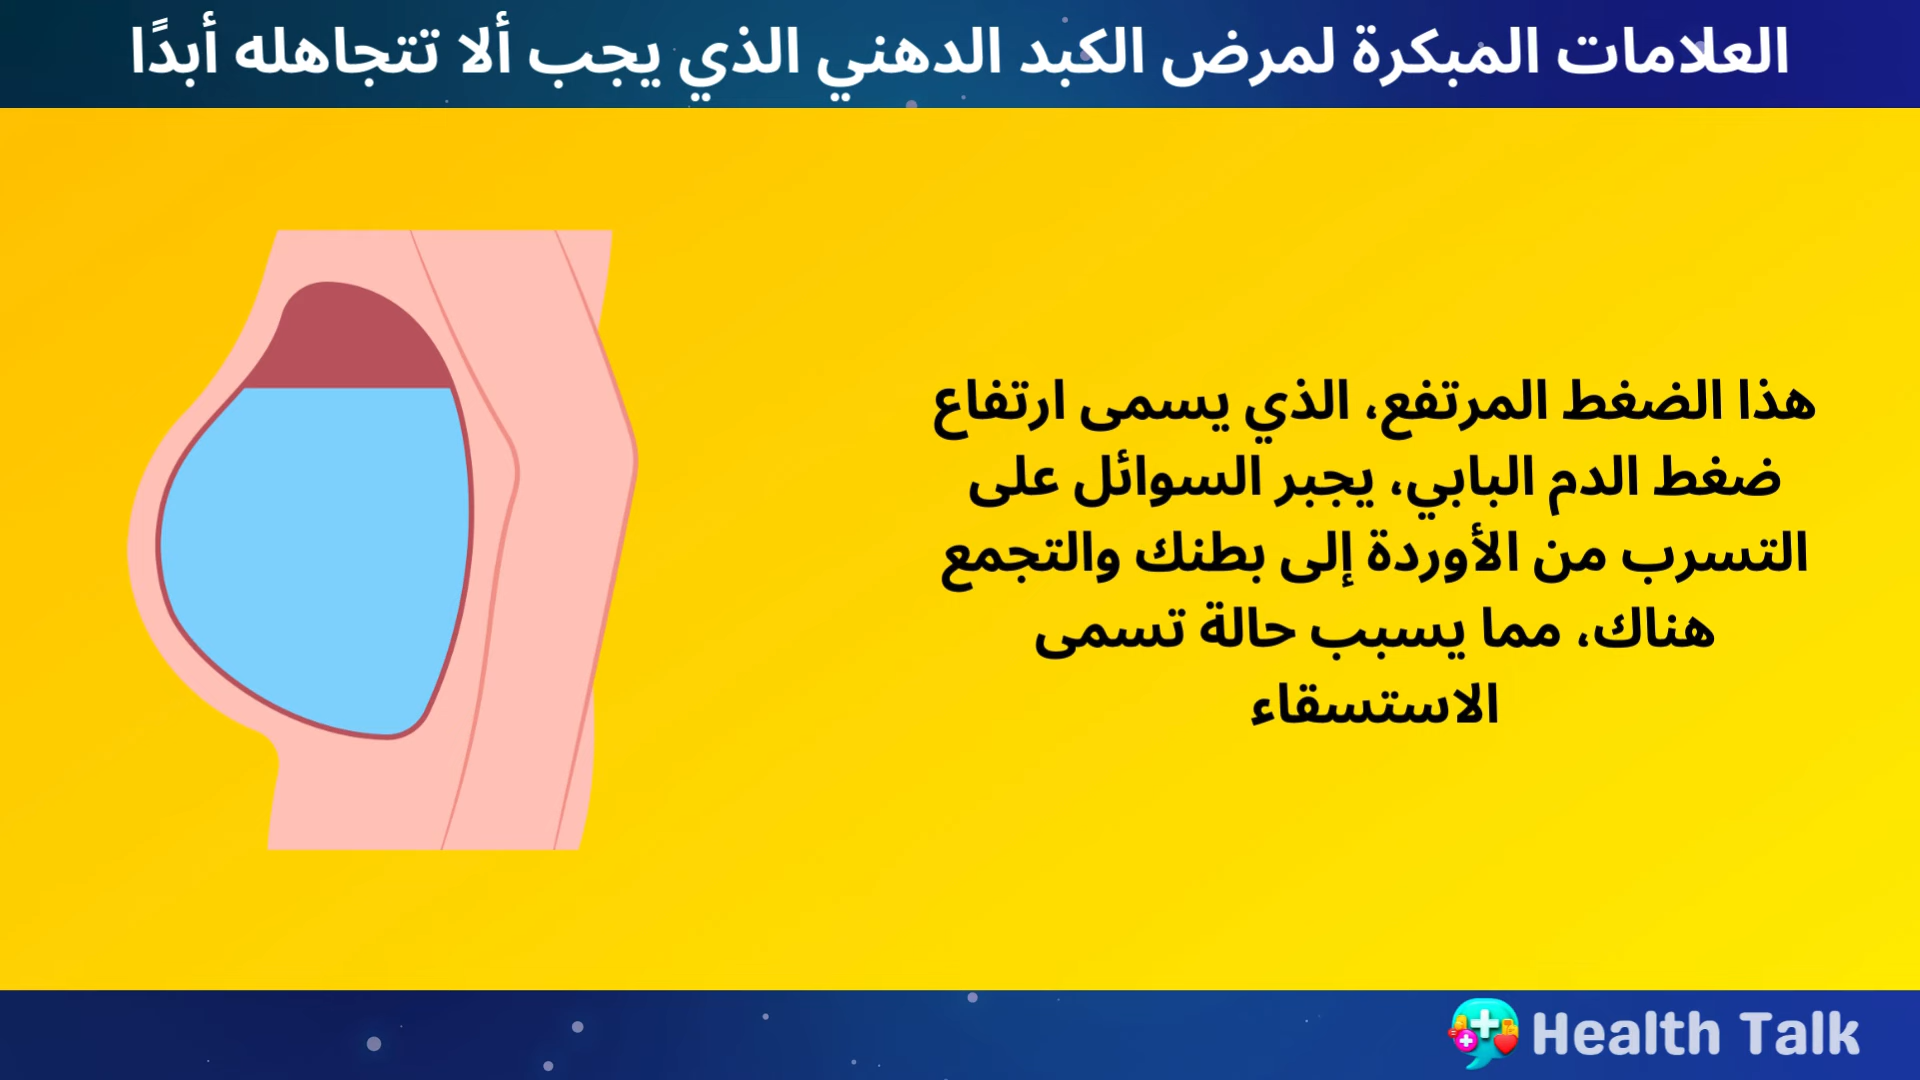 العلامات المبكرة لمرض الكبد الدهني الذي يجب ألا تتجاهله أبدًا
هذا الضغط المرتفع، الذي يسمى ارتفاع
ضغط الدم البابي، يجبر السوائل على
التسرب من الأوردة إلى بطنك والتجمع
هناك، مما يسبب حالة تسمى
الاستسقاء
Health Talk